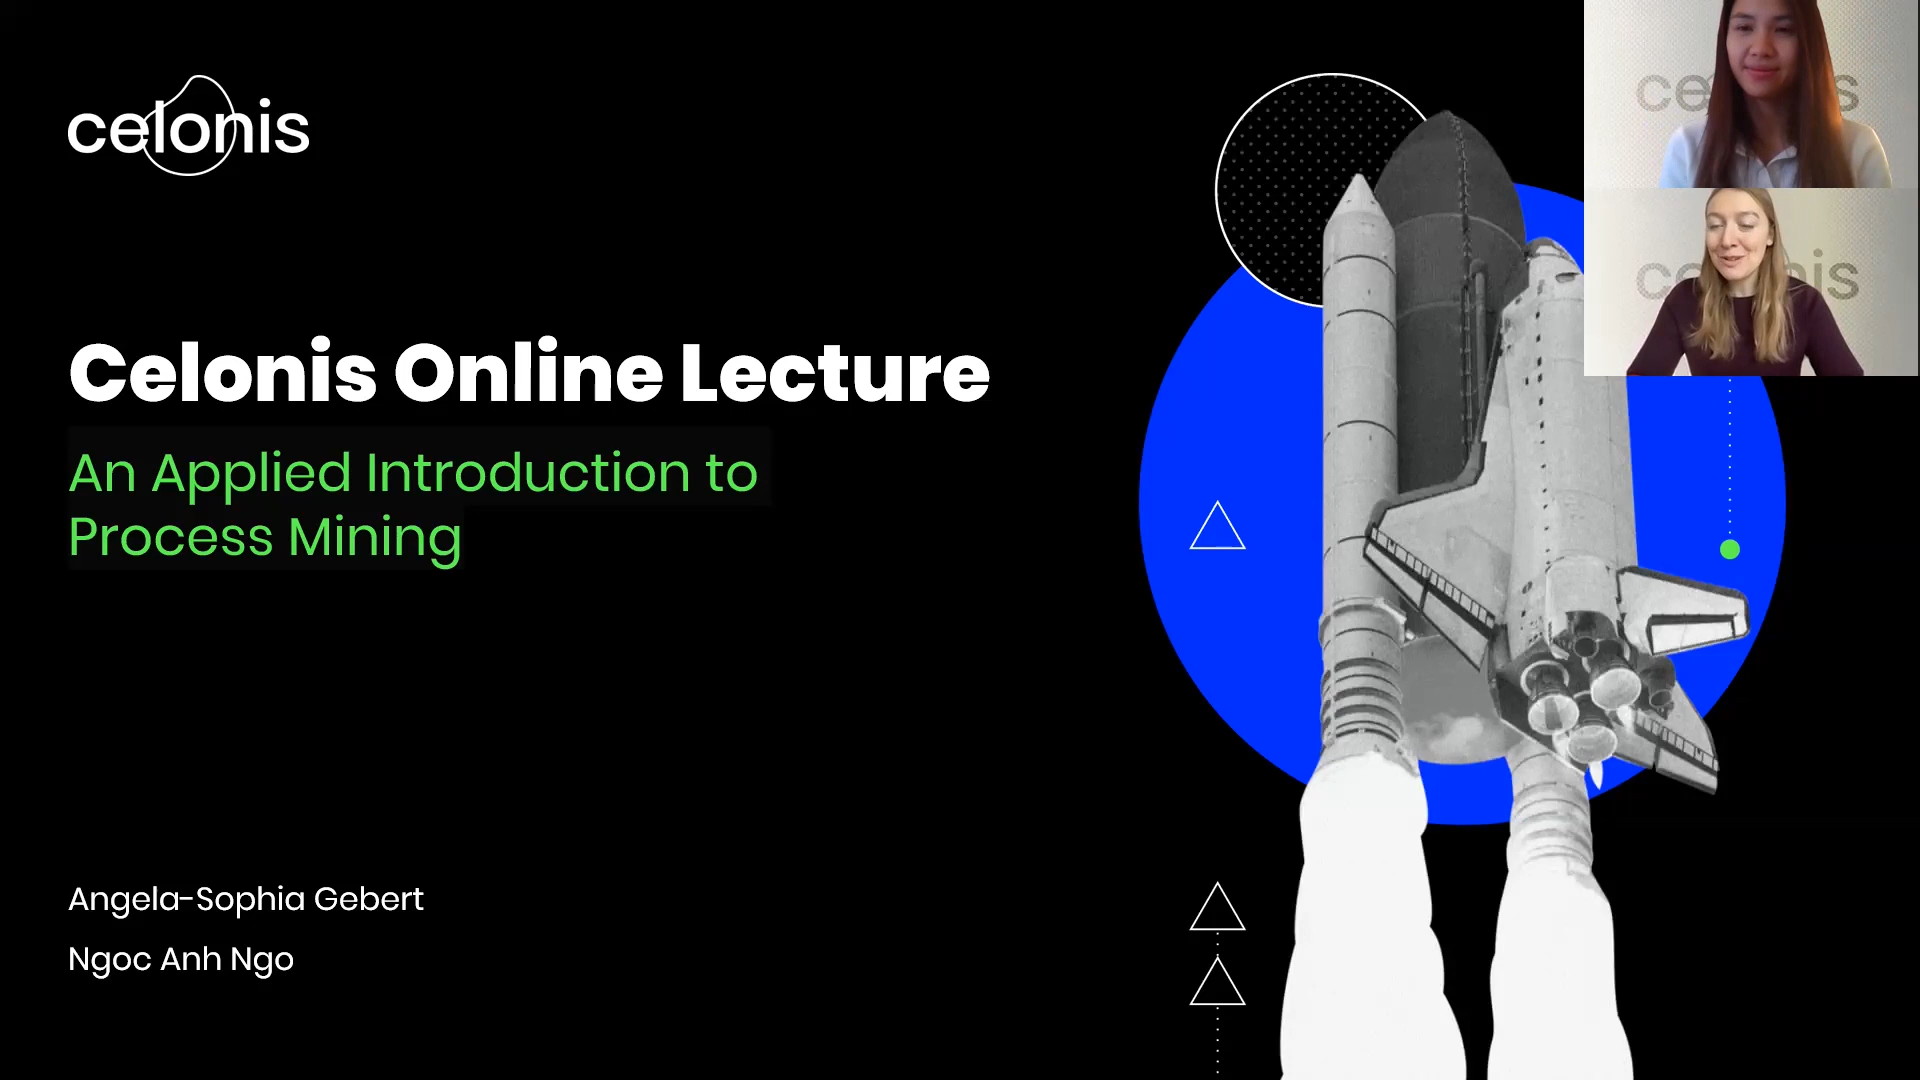 celonis
Celonis Online Lecture
An Applied Introduction to
Process Mining
Angela-Sophia Gebert
Ngoc Anh Ngo